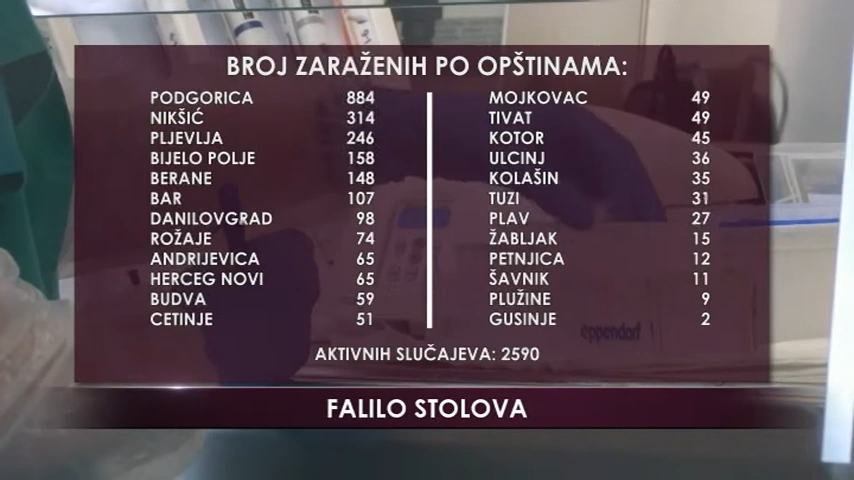 BROJ ZARAŽENIH PO OPŠTINAMA:
PODGORICA 884
NIKŠIĆ 314
PLJEVLJA 246
BIJELO POLJE 158
BERANE 148
BAR 107
DANILOVGRAD 98
ROŽAJE 74
ANDRIJEVICA 65
HERCEG NOVI 65
BUDVA 59
CETINJE 51
MOJKOVAC 49
TIVAT 49
KOTOR 45
ULCINJ 36
KOLAŠIN 35
TUZI 31
PLAV 27
ŽABLJAK 15
PETNJICA 12
ŠAVNIK 11
PLUŽINE 9
GUSINJE 2
eppendorf
AKTIVNIH SLUČAJEVA: 2590
FALILO STOLOVA